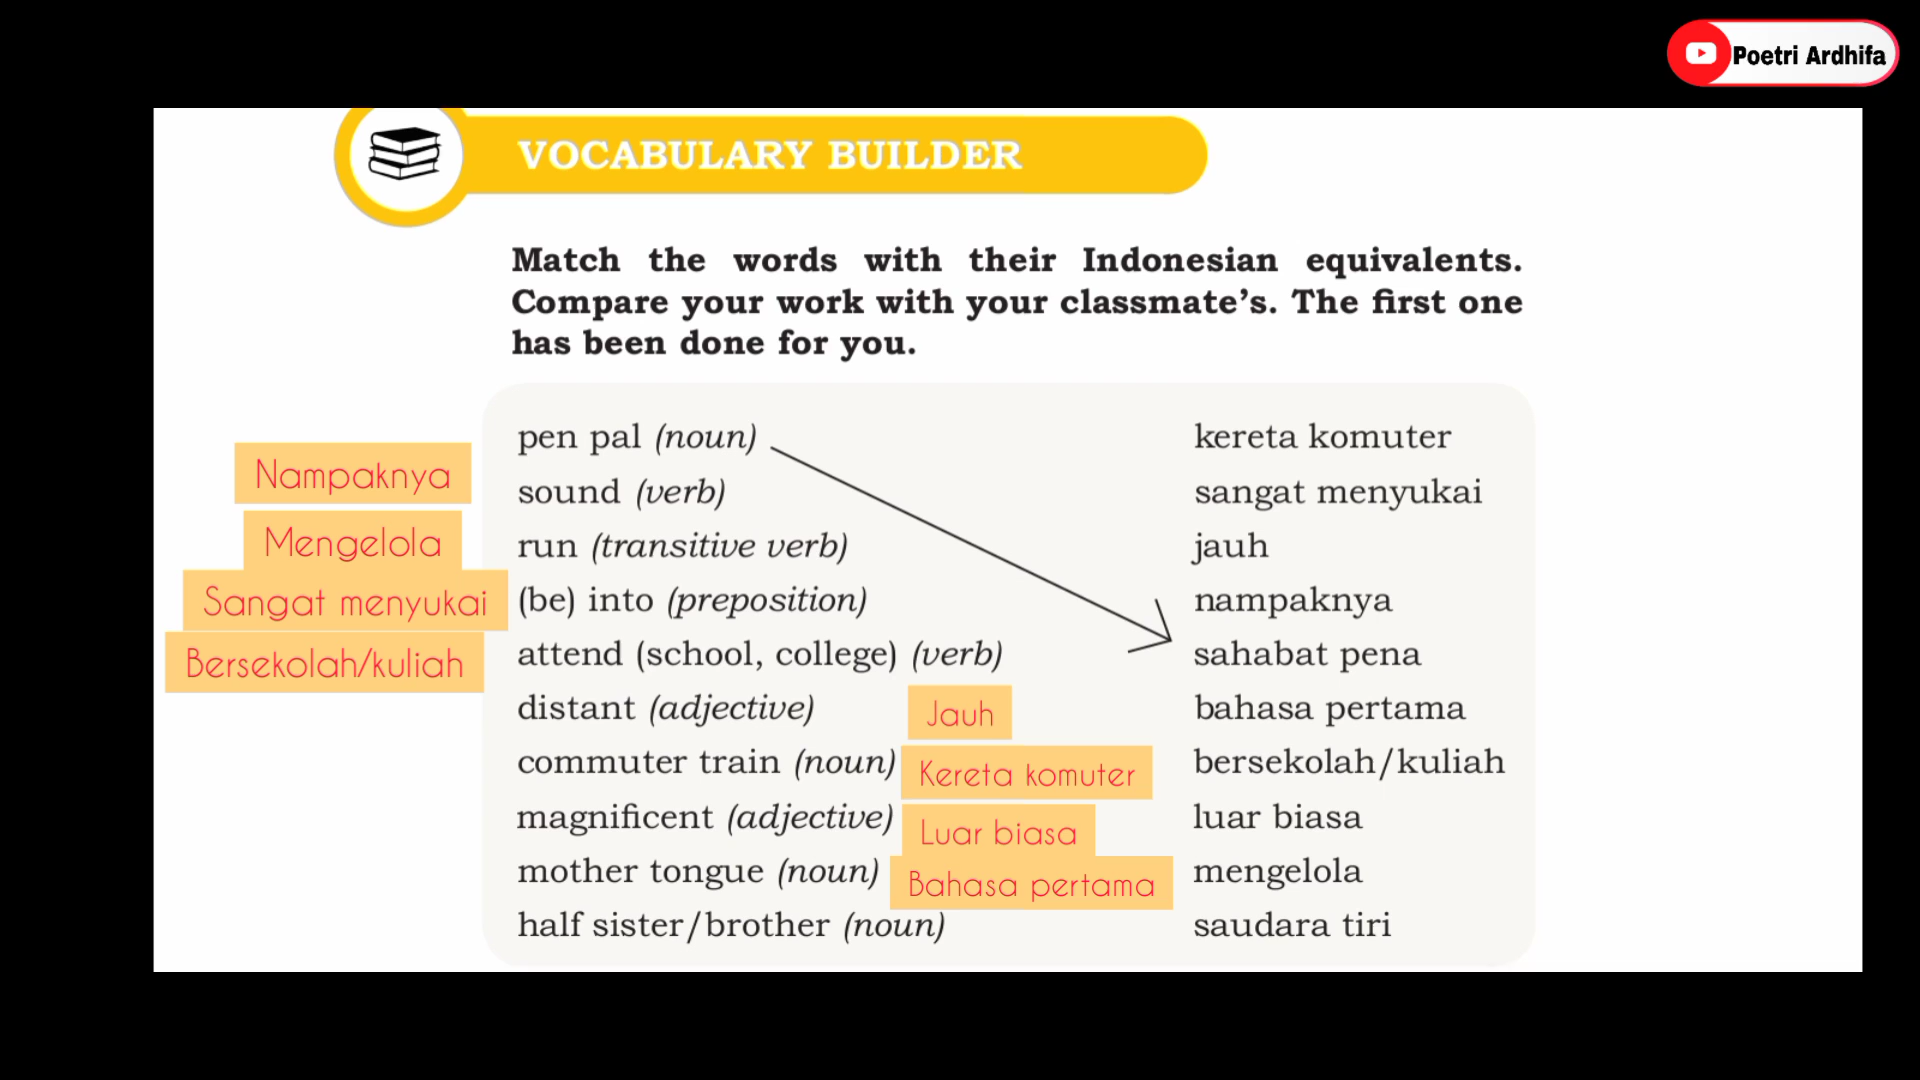 Poetri Ardhifa
VOCABULARY BUILDER
Match the words with their Indonesian equivalents.
Compare your work with your classmate’s. The first one
has been done for you.
pen pal (noun)
kereta komuter
Nampaknya
sound (verb)
sangat menyukai
Mengelola
run (transitive verb)
jauh
Sangat menyukai
(be) into (preposition)
nampaknya
Bersekolah/kuliah
attend (school, college) (verb)
sahabat pena
distant (adjective)
Jauh
bahasa pertama
commuter train (noun)
Kereta komuter
bersekolah/kuliah
magnificent (adjective)
Luar biasa
luar biasa
mother tongue (noun)
Bahasa pertama
mengelola
half sister/brother (noun)
saudara tiri